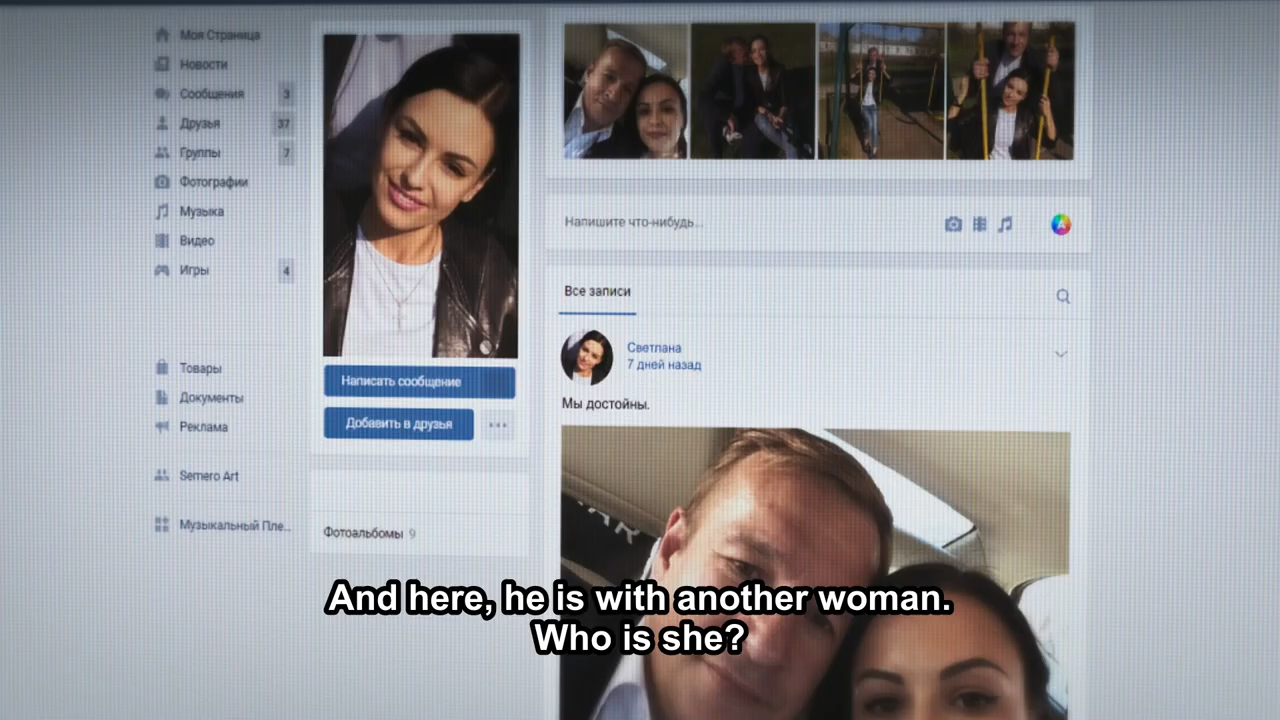 Моя Страница
Новости
Сообщения 3
Друзья 37
Группы 7
Фотографии
Музыка
Видео
Игры 4
Товары
Документы
Реклама
Semero Art
Музыкальный Пле...
Написать сообщение
Добавить в друзья
Фотоальбомы 9
Напишите что-нибудь...
Все записи
Светлана
7 дней назад
Мы достойны.
And here, he is with another woman.
Who is she?